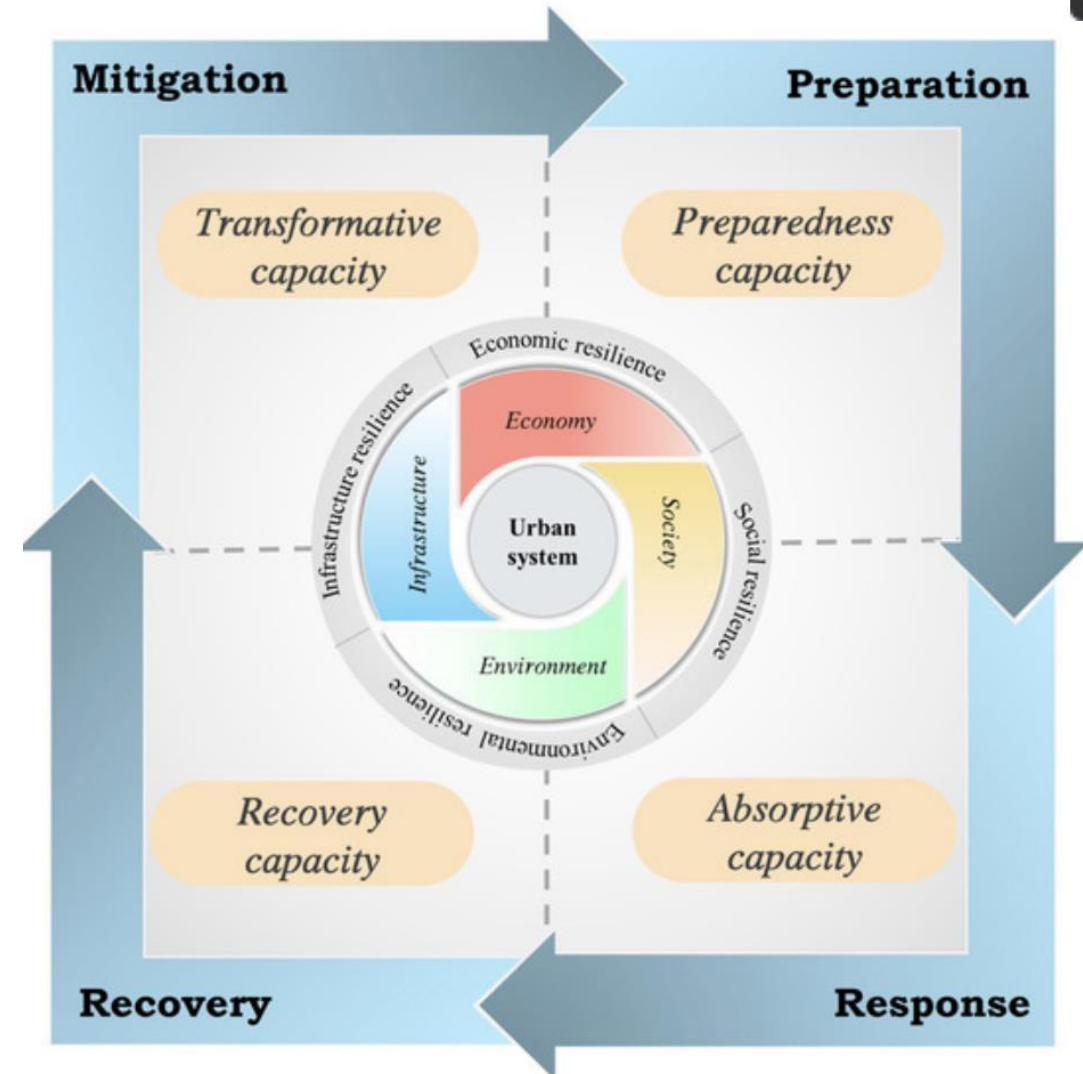 Mitigation
Preparation
Transformative
capacity
Preparedness
capacity
Economic resilience
Infrastructure resilience
Economy
Infrastructure
Urban
system
Society
Social resilience
Environment
Environmental resilience
Recovery
capacity
Absorptive
capacity
Recovery
Response